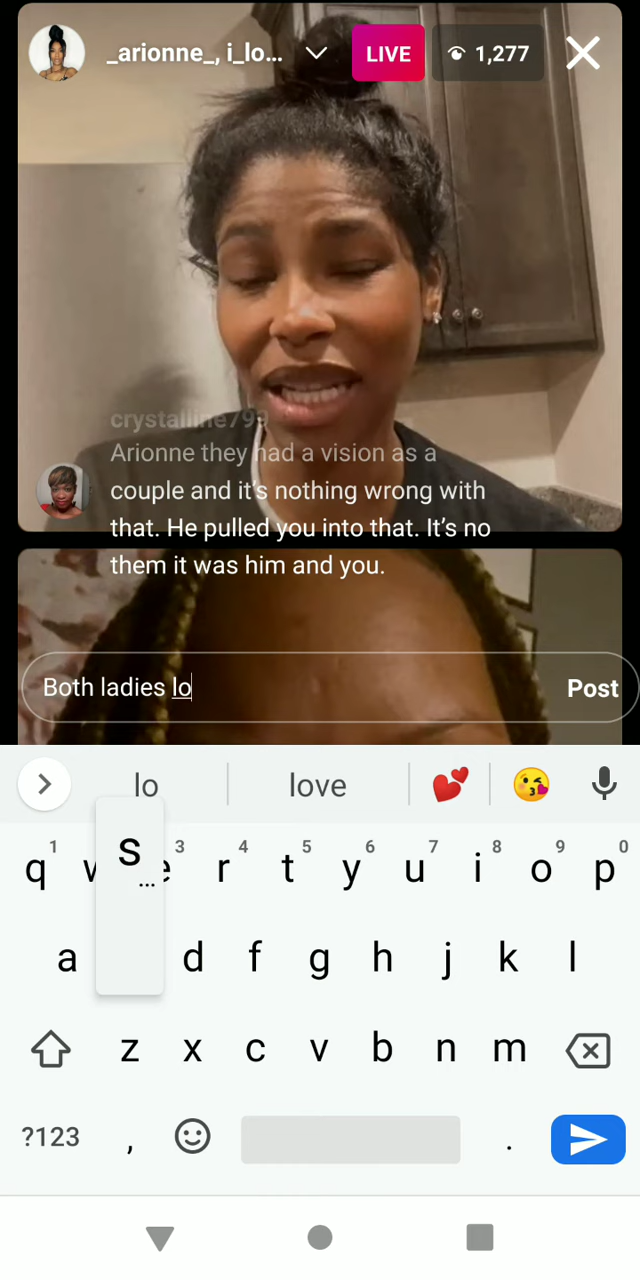 _arionne_, i_lo...
LIVE
1,277
crystalline799
Arionne they had a vision as a
couple and it's nothing wrong with
that. He pulled you into that. It's no
them it was him and you.
Both ladies lo
Post
lo
love
1 3 4 5 6 7 8 9 0
q w e r t y u i o p
s
...
a d f g h j k l
z x c v b n m
?123 , .